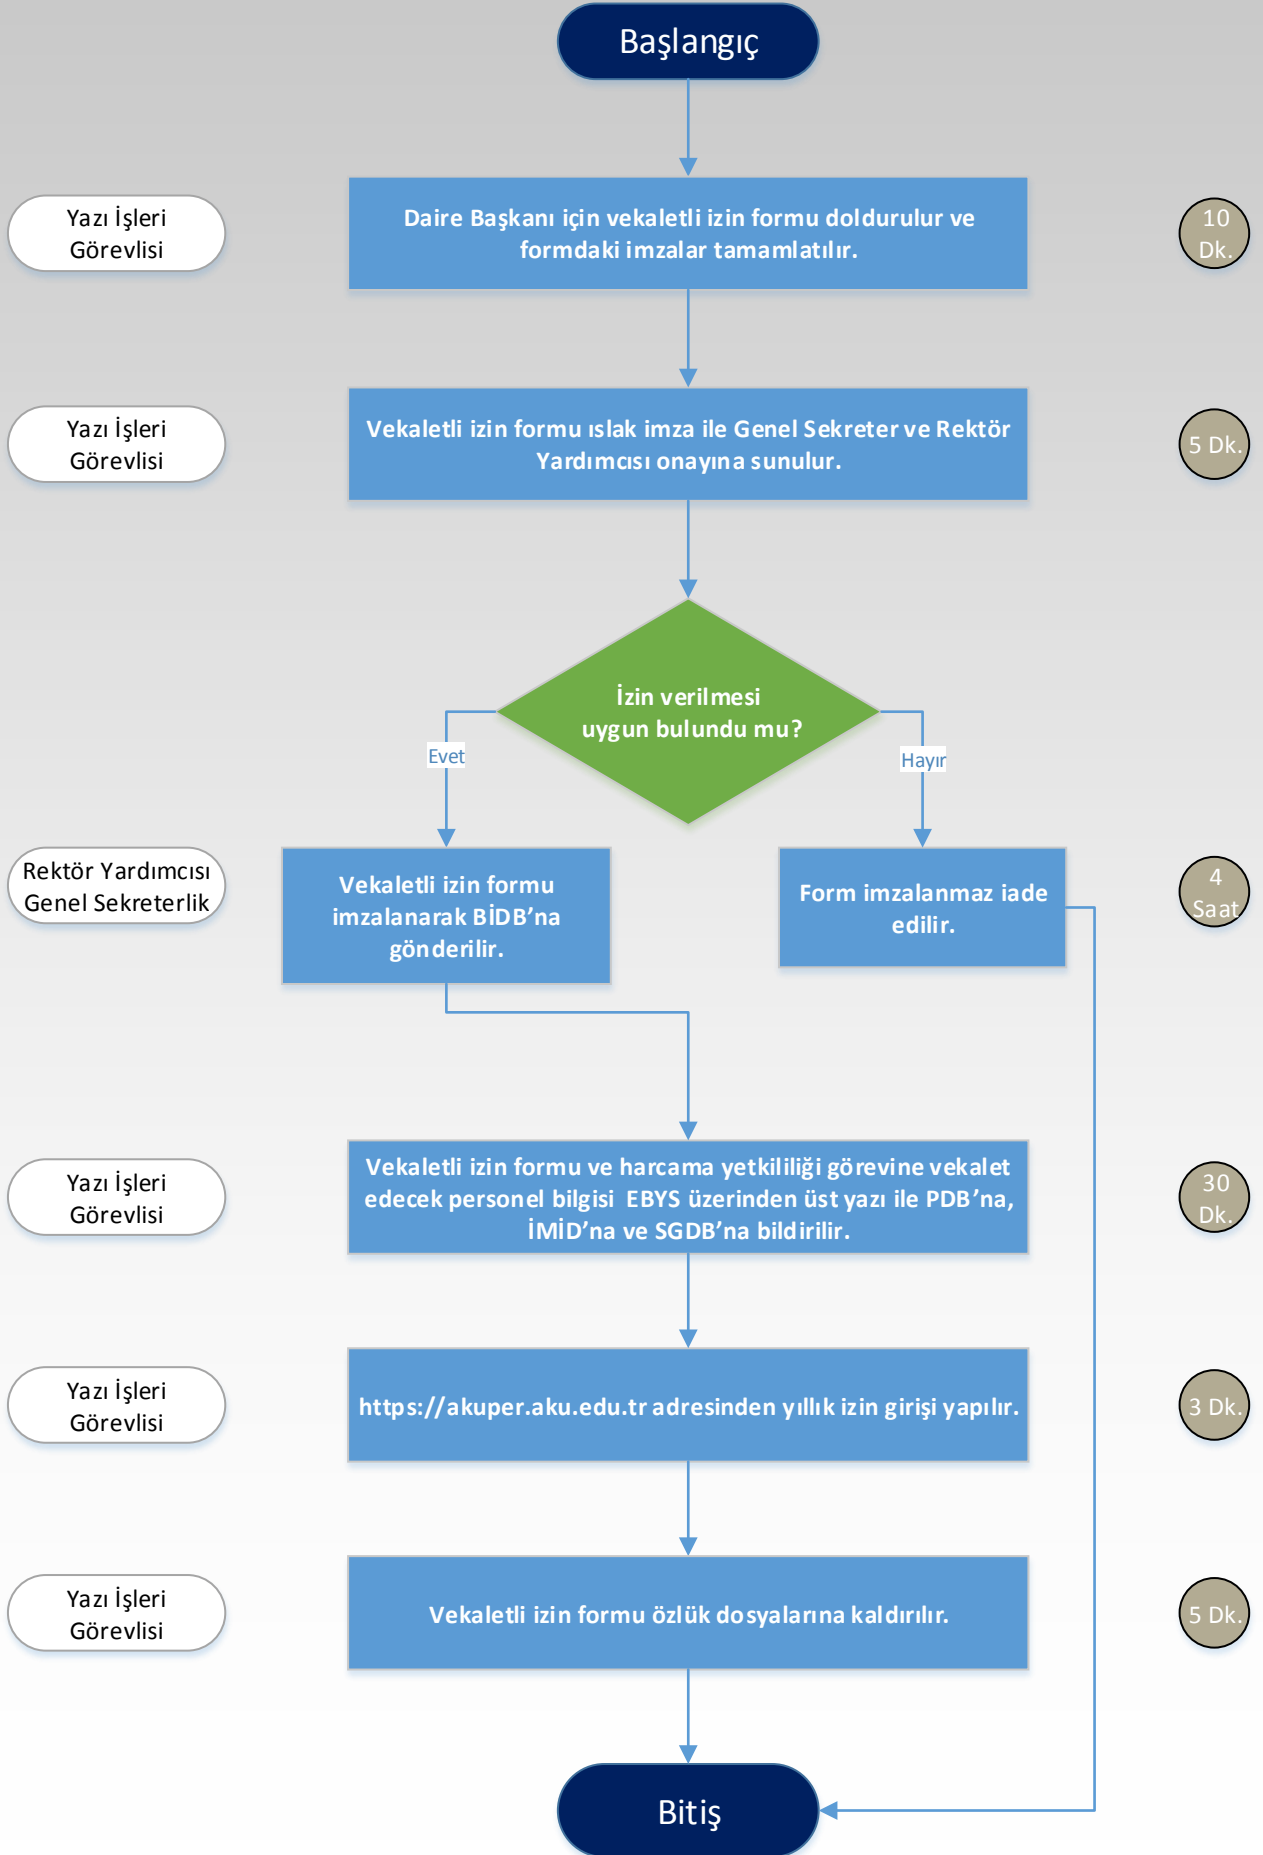 Başlangıç
Yazı İşleri
Görevlisi
Daire Başkanı için vekaletli izin formu doldurulur ve
formdaki imzalar tamamlatılır.
10
Dk.
Yazı İşleri
Görevlisi
Vekaletli izin formu ıslak imza ile Genel Sekreter ve Rektör
Yardımcısı onayına sunulur.
5 Dk.
İzin verilmesi
uygun bulundu mu?
Evet
Hayır
Rektör Yardımcısı
Genel Sekreterlik
Vekaletli izin formu
imzalanarak BİDB’na
gönderilir.
Form imzalanmaz iade
edilir.
4
Saat
Yazı İşleri
Görevlisi
Vekaletli izin formu ve harcama yetkililiği görevine vekalet
edecek personel bilgisi EBYS üzerinden üst yazı ile PDB’na,
İMİD’na ve SGDB’na bildirilir.
30
Dk.
Yazı İşleri
Görevlisi
https://akuper.aku.edu.tr adresinden yıllık izin girişi yapılır.
3 Dk.
Yazı İşleri
Görevlisi
Vekaletli izin formu özlük dosyalarına kaldırılır.
5 Dk.
Bitiş